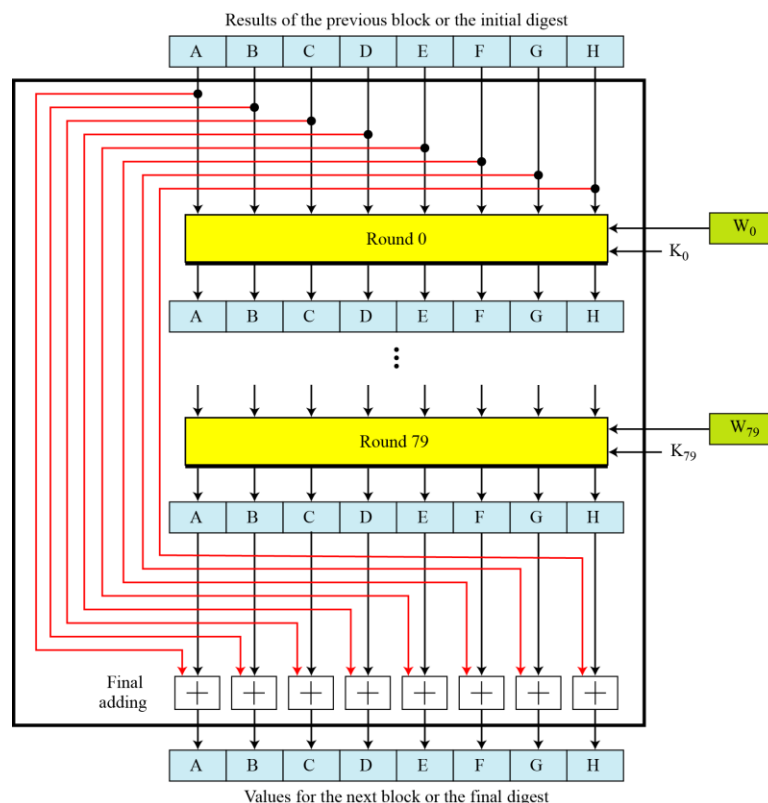 Results of the previous block or the initial digest
A B C D E F G H
Round 0
W0
K0
A B C D E F G H
Round 79
W79
K79
A B C D E F G H
Final
adding
A B C D E F G H
Values for the next block or the final digest